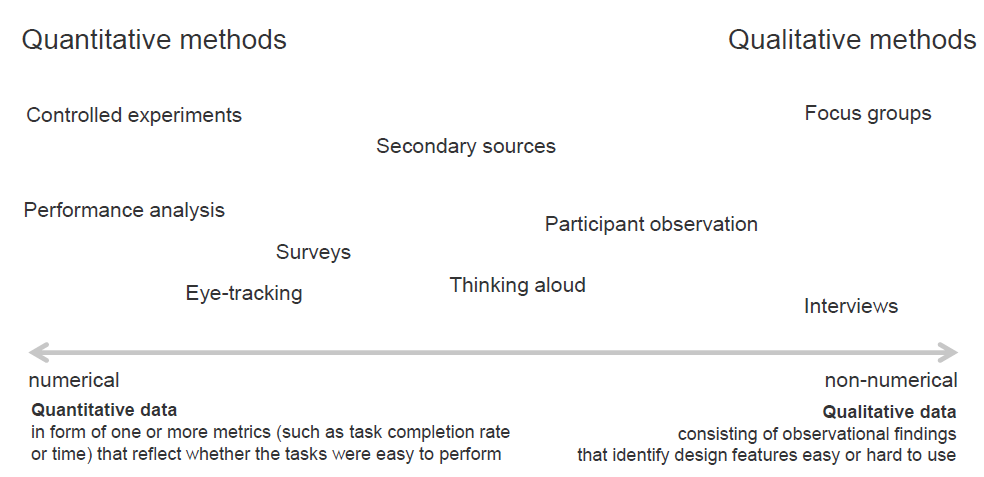 Quantitative methods
Qualitative methods
Controlled experiments
Focus groups
Secondary sources
Performance analysis
Participant observation
Surveys
Thinking aloud
Eye-tracking
Interviews
numerical
non-numerical
Quantitative data
in form of one or more metrics (such as task completion rate
or time) that reflect whether the tasks were easy to perform
Qualitative data
consisting of observational findings
that identify design features easy or hard to use